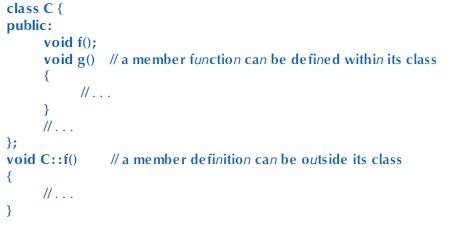 class C {
public:
void f();
void g() // a member function can be defined within its class
{
// . . .
}
// . . .
};
void C::f() // a member definition can be outside its class
{
// . . .
}